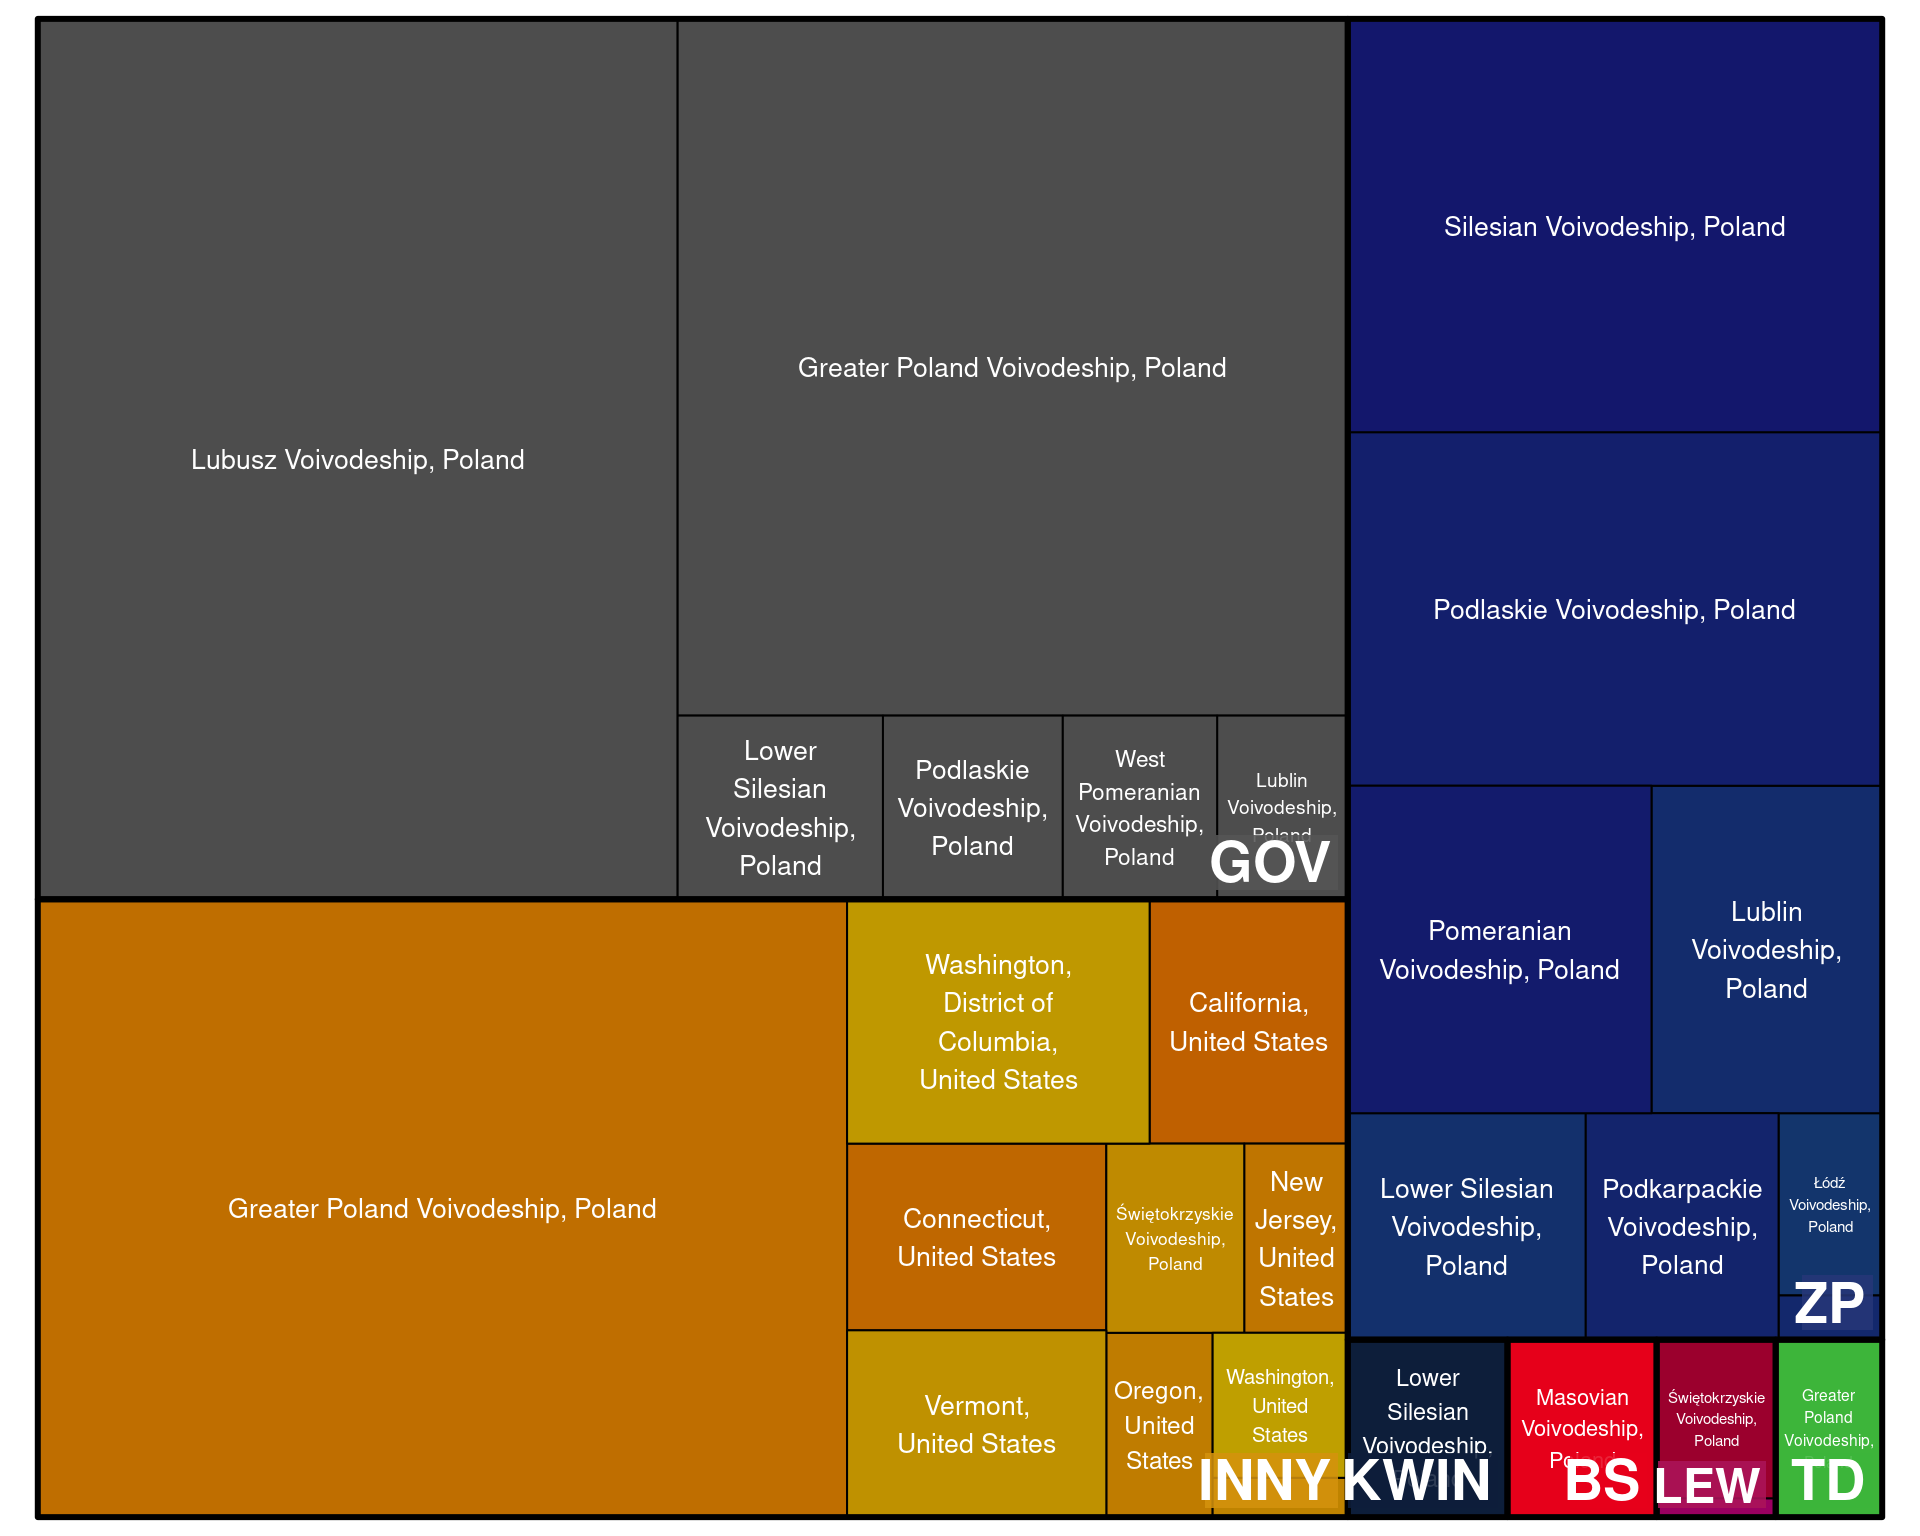 Lubusz Voivodeship, Poland
Greater Poland Voivodeship, Poland
Lower
Silesian
Voivodeship,
Poland
Podlaskie
Voivodeship,
Poland
West
Pomeranian
Voivodeship,
Poland
Lublin
Voivodeship,
Poland
GOV
Greater Poland Voivodeship, Poland
Washington,
District of
Columbia,
United States
California,
United States
Connecticut,
United States
Świętokrzyskie
Voivodeship,
Poland
New
Jersey,
United
States
Vermont,
United States
Oregon,
United
States
Washington,
United
States
INNY
Silesian Voivodeship, Poland
Podlaskie Voivodeship, Poland
Pomeranian
Voivodeship, Poland
Lublin
Voivodeship,
Poland
Lower Silesian
Voivodeship,
Poland
Podkarpackie
Voivodeship,
Poland
Łódź
Voivodeship,
Poland
ZP
Lower
Silesian
Voivodeship,
KWIN
Masovian
Voivodeship,
Poland
BS
Świętokrzyskie
Voivodeship,
Poland
LEW
Greater
Poland
Voivodeship,
TD